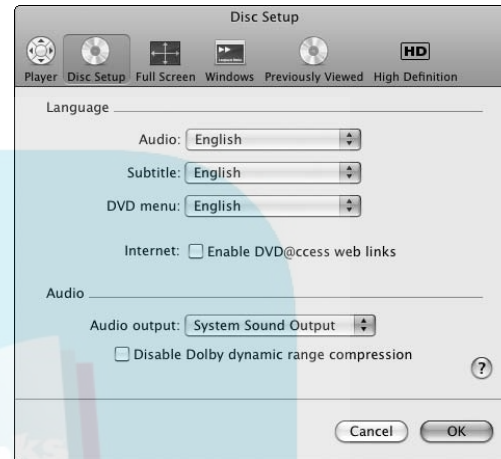 Disc Setup
Player Disc Setup Full Screen Windows Previously Viewed High Definition
HD
Language
Audio: English
Subtitle: English
DVD menu: English
Internet: Enable DVD@ccess web links
Audio
Audio output: System Sound Output
Disable Dolby dynamic range compression
?
Cancel OK